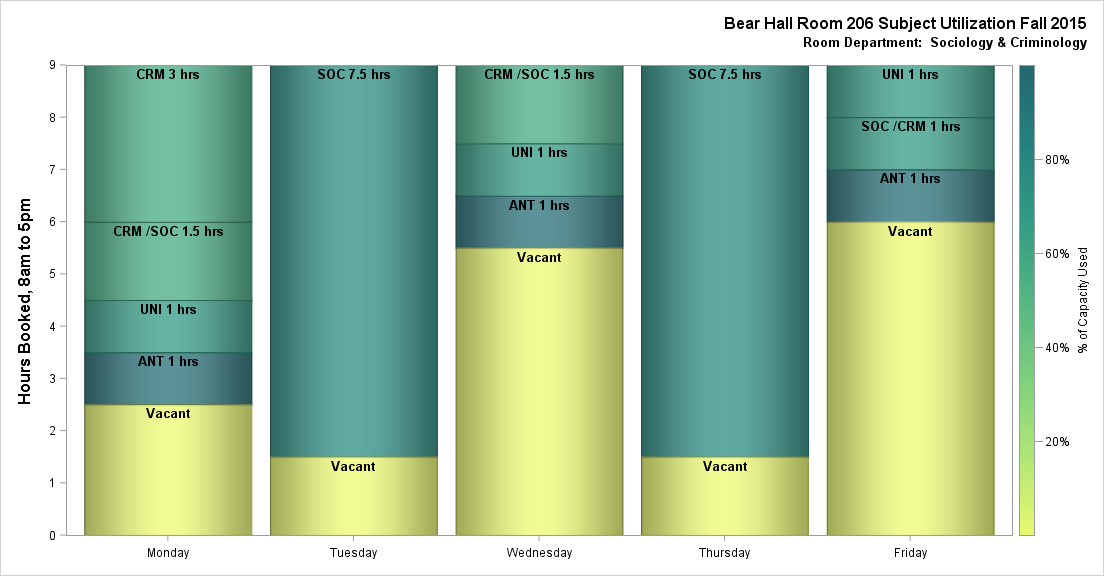 Bear Hall Room 206 Subject Utilization Fall 2015
Room Department:  Sociology & Criminology
Hours Booked, 8am to 5pm
9
8
7
6
5
4
3
2
1
0
CRM 3 hrs
CRM /SOC 1.5 hrs
UNI 1 hrs
ANT 1 hrs
Vacant
SOC 7.5 hrs
Vacant
CRM /SOC 1.5 hrs
UNI 1 hrs
ANT 1 hrs
Vacant
SOC 7.5 hrs
Vacant
UNI 1 hrs
SOC /CRM 1 hrs
ANT 1 hrs
Vacant
Monday
Tuesday
Wednesday
Thursday
Friday
80%
60%
40%
20%
% of Capacity Used